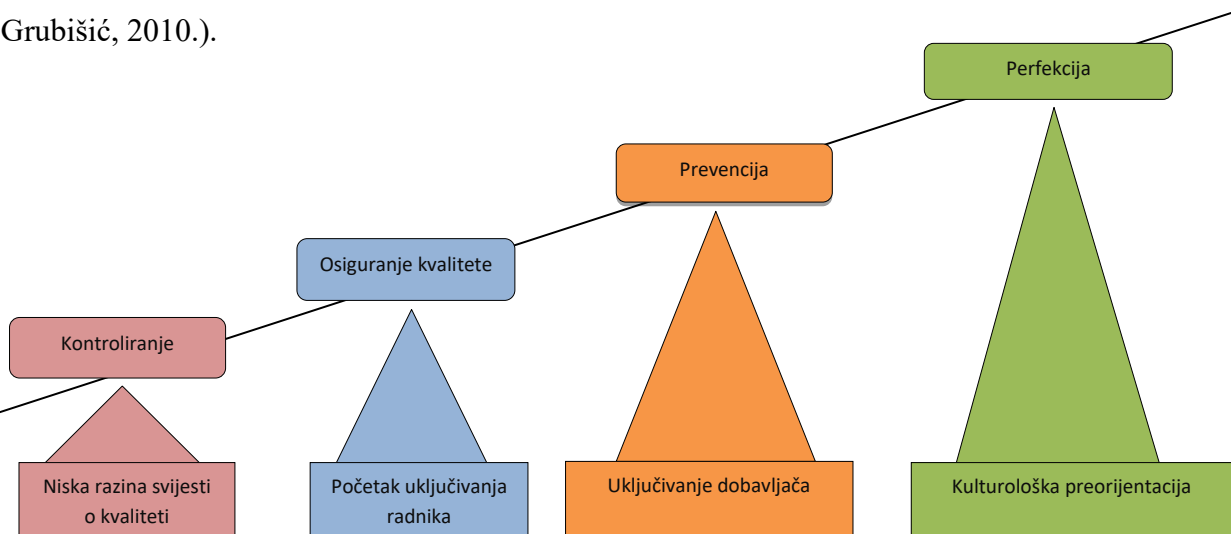 Grubišić, 2010.).
Perfekcija
Prevencija
Osiguranje kvalitete
Kontroliranje
Niska razina svijesti
o kvaliteti
Početak uključivanja
radnika
Uključivanje dobavljača
Kulturološka preorijentacija